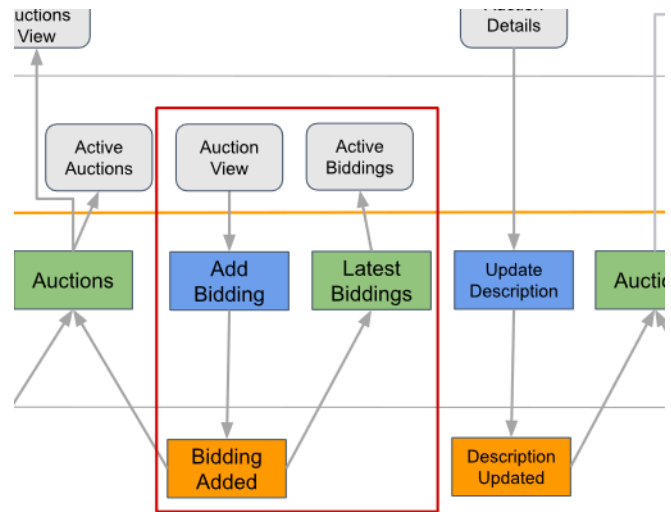 View
Details
Active
Auctions
Auction
View
Active
Biddings
Auctions
Add
Bidding
Latest
Biddings
Update
Description
Bidding
Added
Description
Updated